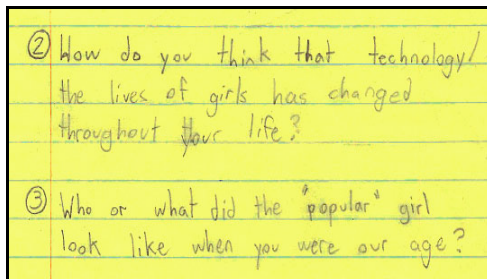 ② How do you think that technology/
the lives of girls has changed
throughout your life?
③ Who or what did the "popular" girl
look like when you were our age?